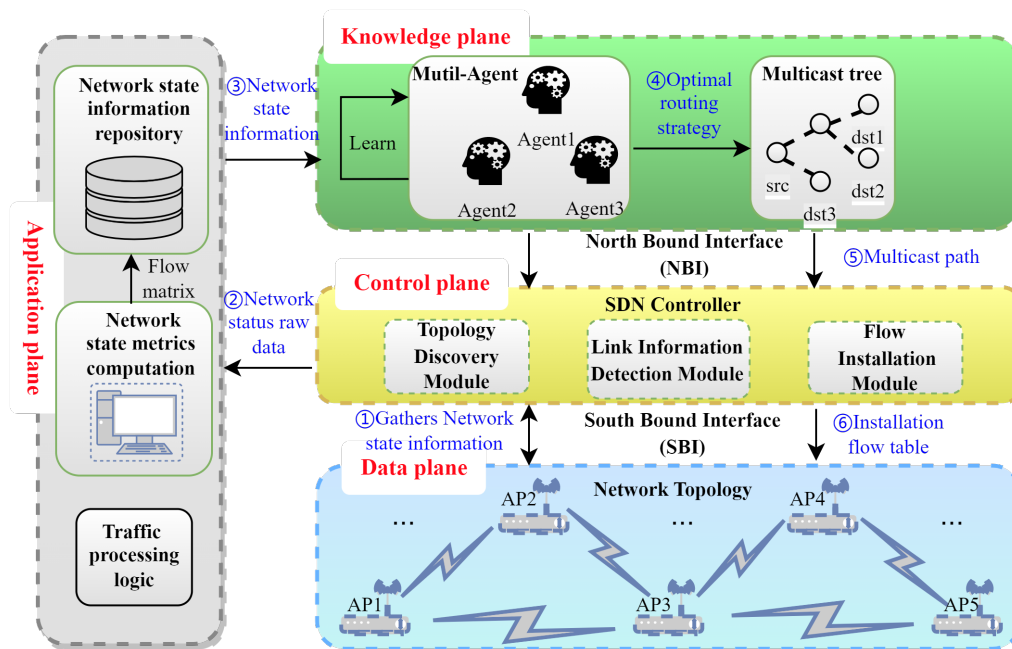 Application plane
Network state
information
repository
Flow
matrix
Network
state metrics
computation
Traffic
processing
logic
③Network
state
information
②Network
status raw
data
Knowledge plane
Mutil-Agent
Learn
Agent1
Agent2
Agent3
④Optimal
routing
strategy
Multicast tree
src
dst1
dst2
dst3
North Bound Interface
(NBI)
⑤Multicast path
Control plane
SDN Controller
Topology
Discovery
Module
Link Information
Detection Module
Flow
Installation
Module
①Gathers Network
state information
South Bound Interface
(SBI)
⑥Installation
flow table
Data plane
Network Topology
AP2
AP4
...
...
...
AP1
AP3
AP5